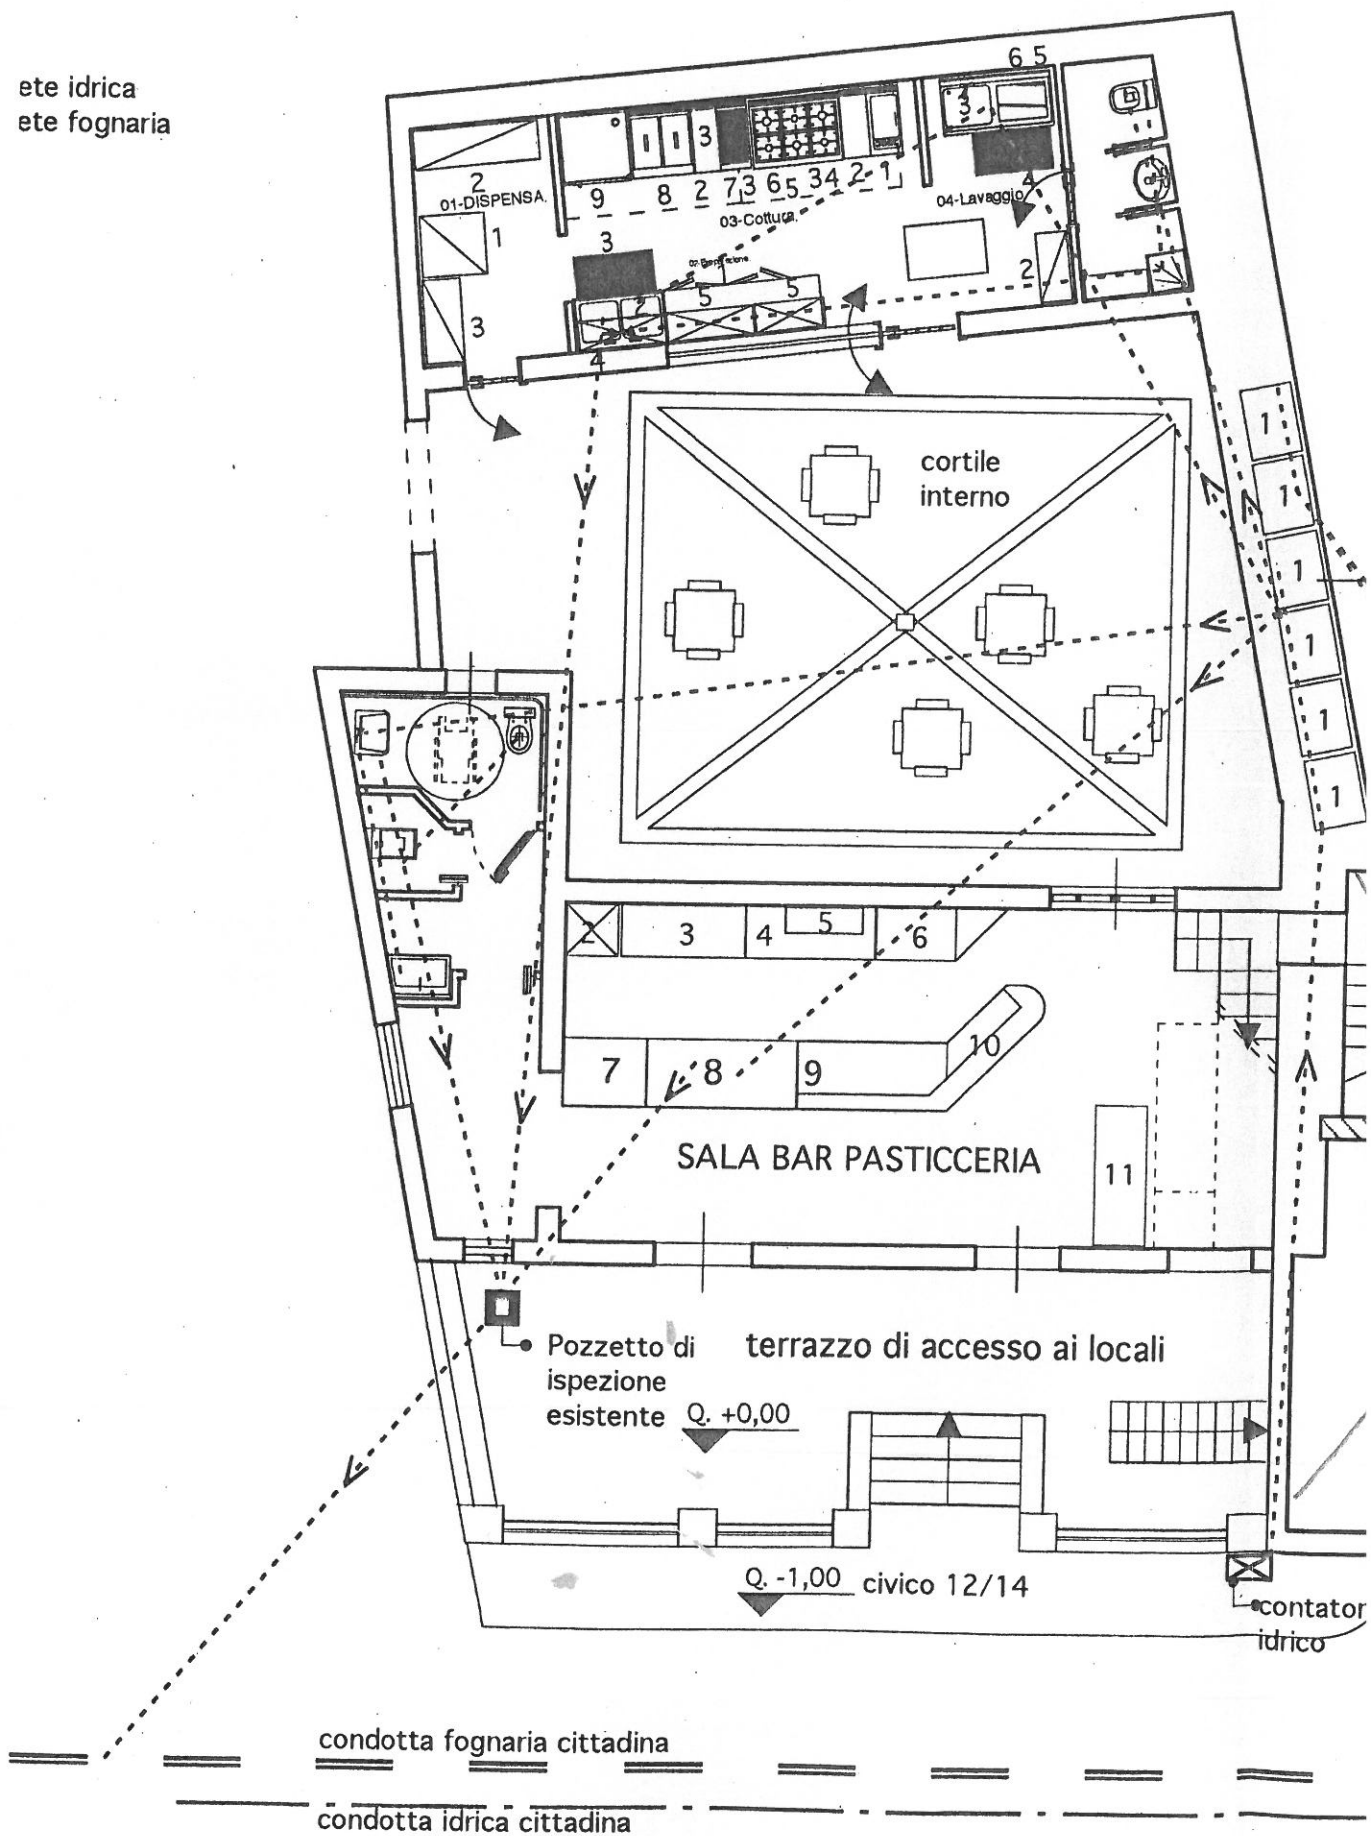 ete idrica
ete fognaria
6 5
3
3
2
01-DISPENSA.
9
8
2
7
3
6
5
3
4
2
1
4
04-Lavaggio
03-Cottura.
1
3
2
5
5
2
3
4
cortile
interno
1
1
1
1
1
1
2
3
4
5
6
7
8
9
10
SALA BAR PASTICCERIA
11
Pozzetto di
ispezione
esistente
terrazzo di accesso ai locali
Q. +0,00
Q. -1,00 civico 12/14
contator
idrico
condotta fognaria cittadina
condotta idrica cittadina